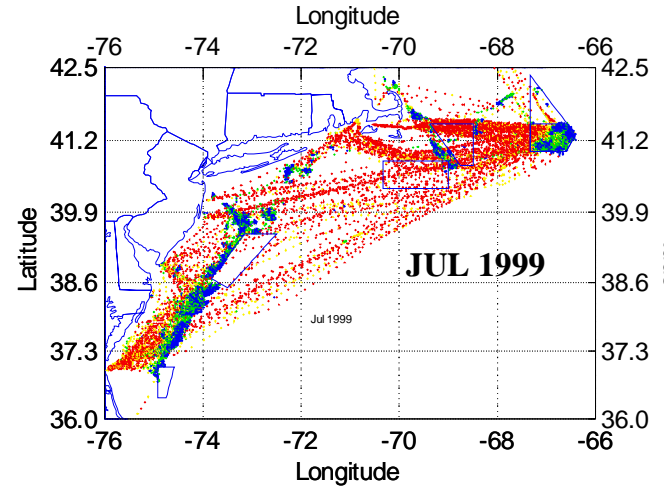 Longitude
-76 -74 -72 -70 -68 -66
42.5 42.5
41.2 41.2
39.9 39.9
Latitude
38.6 JUL 1999 38.6
Jul 1999
37.3 37.3
36.0 36.0
-76 -74 -72 -70 -68 -66
Longitude